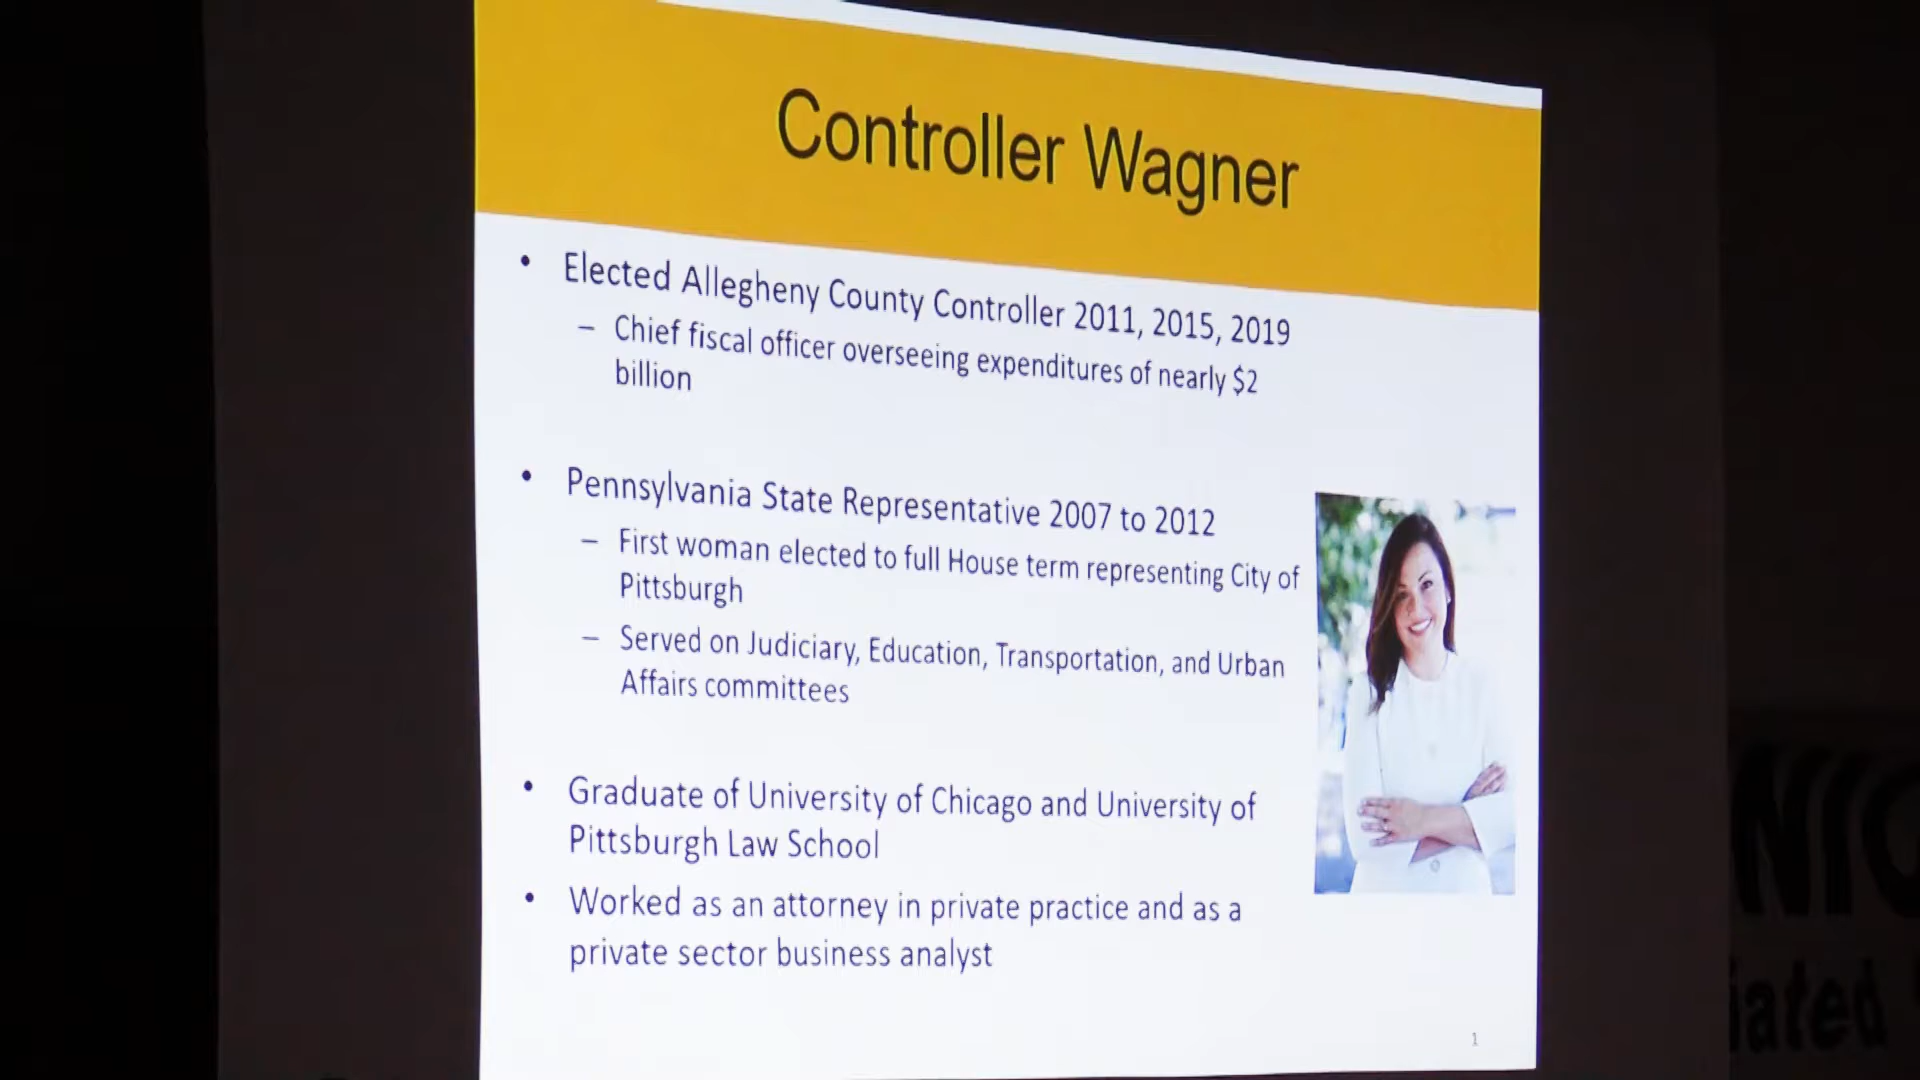 Controller Wagner
• Elected Allegheny County Controller 2011, 2015, 2019
– Chief fiscal officer overseeing expenditures of nearly $2
billion
• Pennsylvania State Representative 2007 to 2012
– First woman elected to full House term representing City of
Pittsburgh
– Served on Judiciary, Education, Transportation, and Urban
Affairs committees
• Graduate of University of Chicago and University of
Pittsburgh Law School
• Worked as an attorney in private practice and as a
private sector business analyst
1